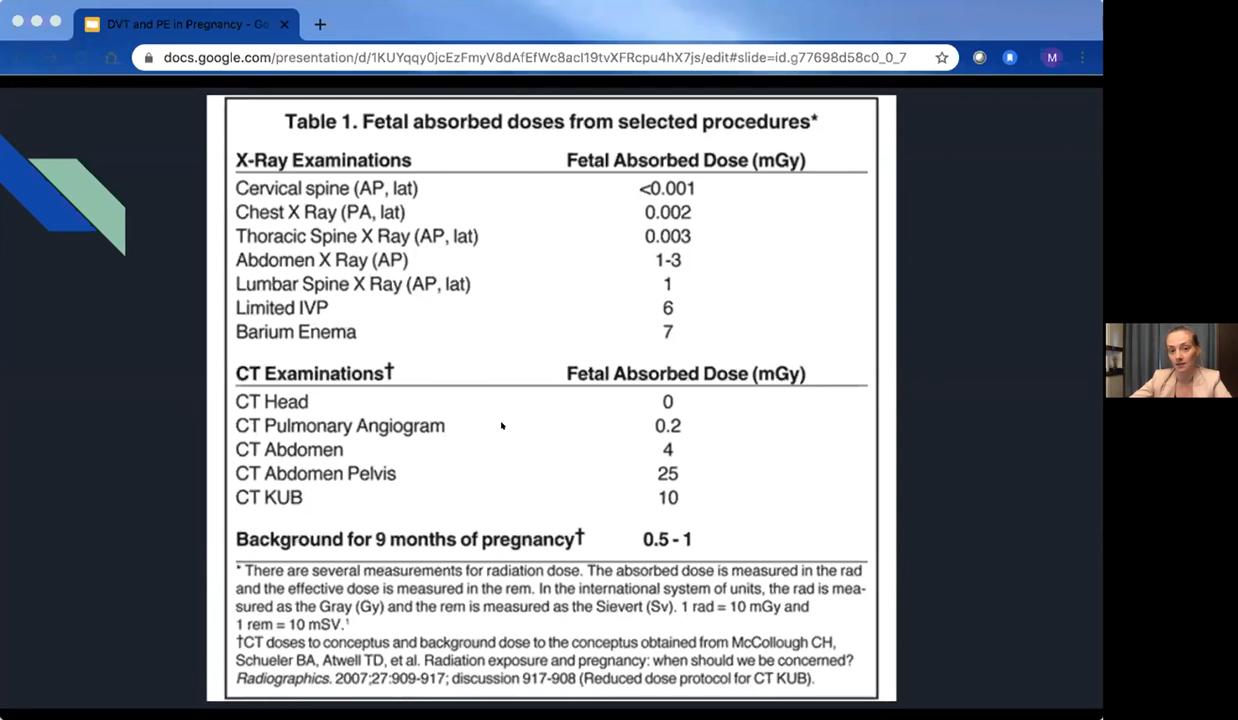 DVT and PE in Pregnancy - Go
docs.google.com/presentation/d/1KUYqqy0jcEzFmyV8dAfEfWc8acI19tvXFRcpu4hX7js/edit#slide=id.g77698d58c0_0_7
M
Table 1. Fetal absorbed doses from selected procedures*
X-Ray Examinations Fetal Absorbed Dose (mGy)
Cervical spine (AP, lat) <0.001
Chest X Ray (PA, lat) 0.002
Thoracic Spine X Ray (AP, lat) 0.003
Abdomen X Ray (AP) 1-3
Lumbar Spine X Ray (AP, lat) 1
Limited IVP 6
Barium Enema 7
CT Examinations† Fetal Absorbed Dose (mGy)
CT Head 0
CT Pulmonary Angiogram 0.2
CT Abdomen 4
CT Abdomen Pelvis 25
CT KUB 10
Background for 9 months of pregnancy† 0.5 - 1
* There are several measurements for radiation dose. The absorbed dose is measured in the rad
and the effective dose is measured in the rem. In the international system of units, the rad is mea-
sured as the Gray (Gy) and the rem is measured as the Sievert (Sv). 1 rad = 10 mGy and
1 rem = 10 mSV.¹
†CT doses to conceptus and background dose to the conceptus obtained from McCollough CH,
Schueler BA, Atwell TD, et al. Radiation exposure and pregnancy: when should we be concerned?
Radiographics. 2007;27:909-917; discussion 917-908 (Reduced dose protocol for CT KUB).